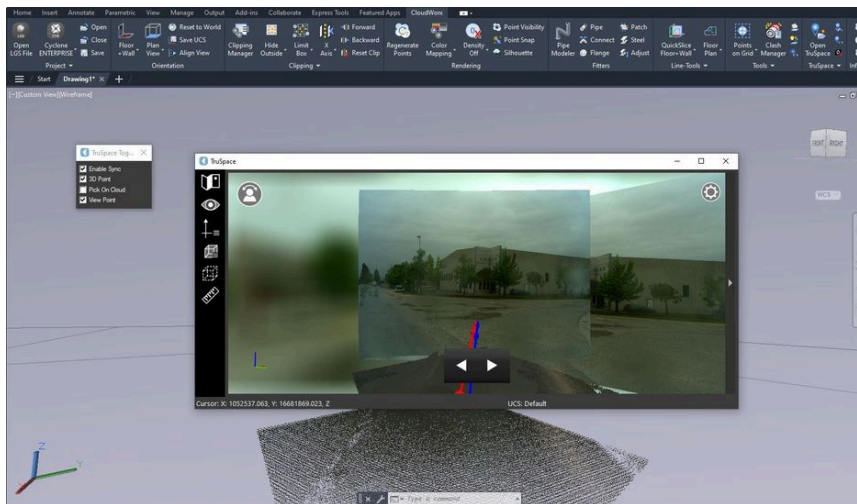 Home Insert Annotate Parametric View Manage Output Add-ins Collaborate Express Tools Featured Apps CloudWorx
Open LGS File
Cyclone ENTERPRISE
Open
Close
Save
Project
Floor +Wall
Plan View
Reset to World
Save UCS
Align View
Orientation
Clipping Manager
Hide Outside
Limit Box
X Axis
Forward
Backward
Reset Clip
Clipping
Regenerate Points
Color Mapping
Density Off
Point Visibility
Point Snap
Silhouette
Rendering
Pipe Modeler
Pipe
Connect
Flange
Patch
Steel
Adjust
Fitters
QuickSlice Floor+Wall
Floor Plan
Line-Tools
Points on Grid
Clash Manager
Tools
Open TruSpace
TruSpace
Start Drawing1*
[−][Custom View][Wireframe]
FRONT RIGHT
WCS
TruSpace Tog...
Enable Sync
3D Point
Pick On Cloud
View Point
TruSpace
Cursor: X: 1052537.063, Y: 16681869.023, Z
UCS: Default
Z
Y
Type a command